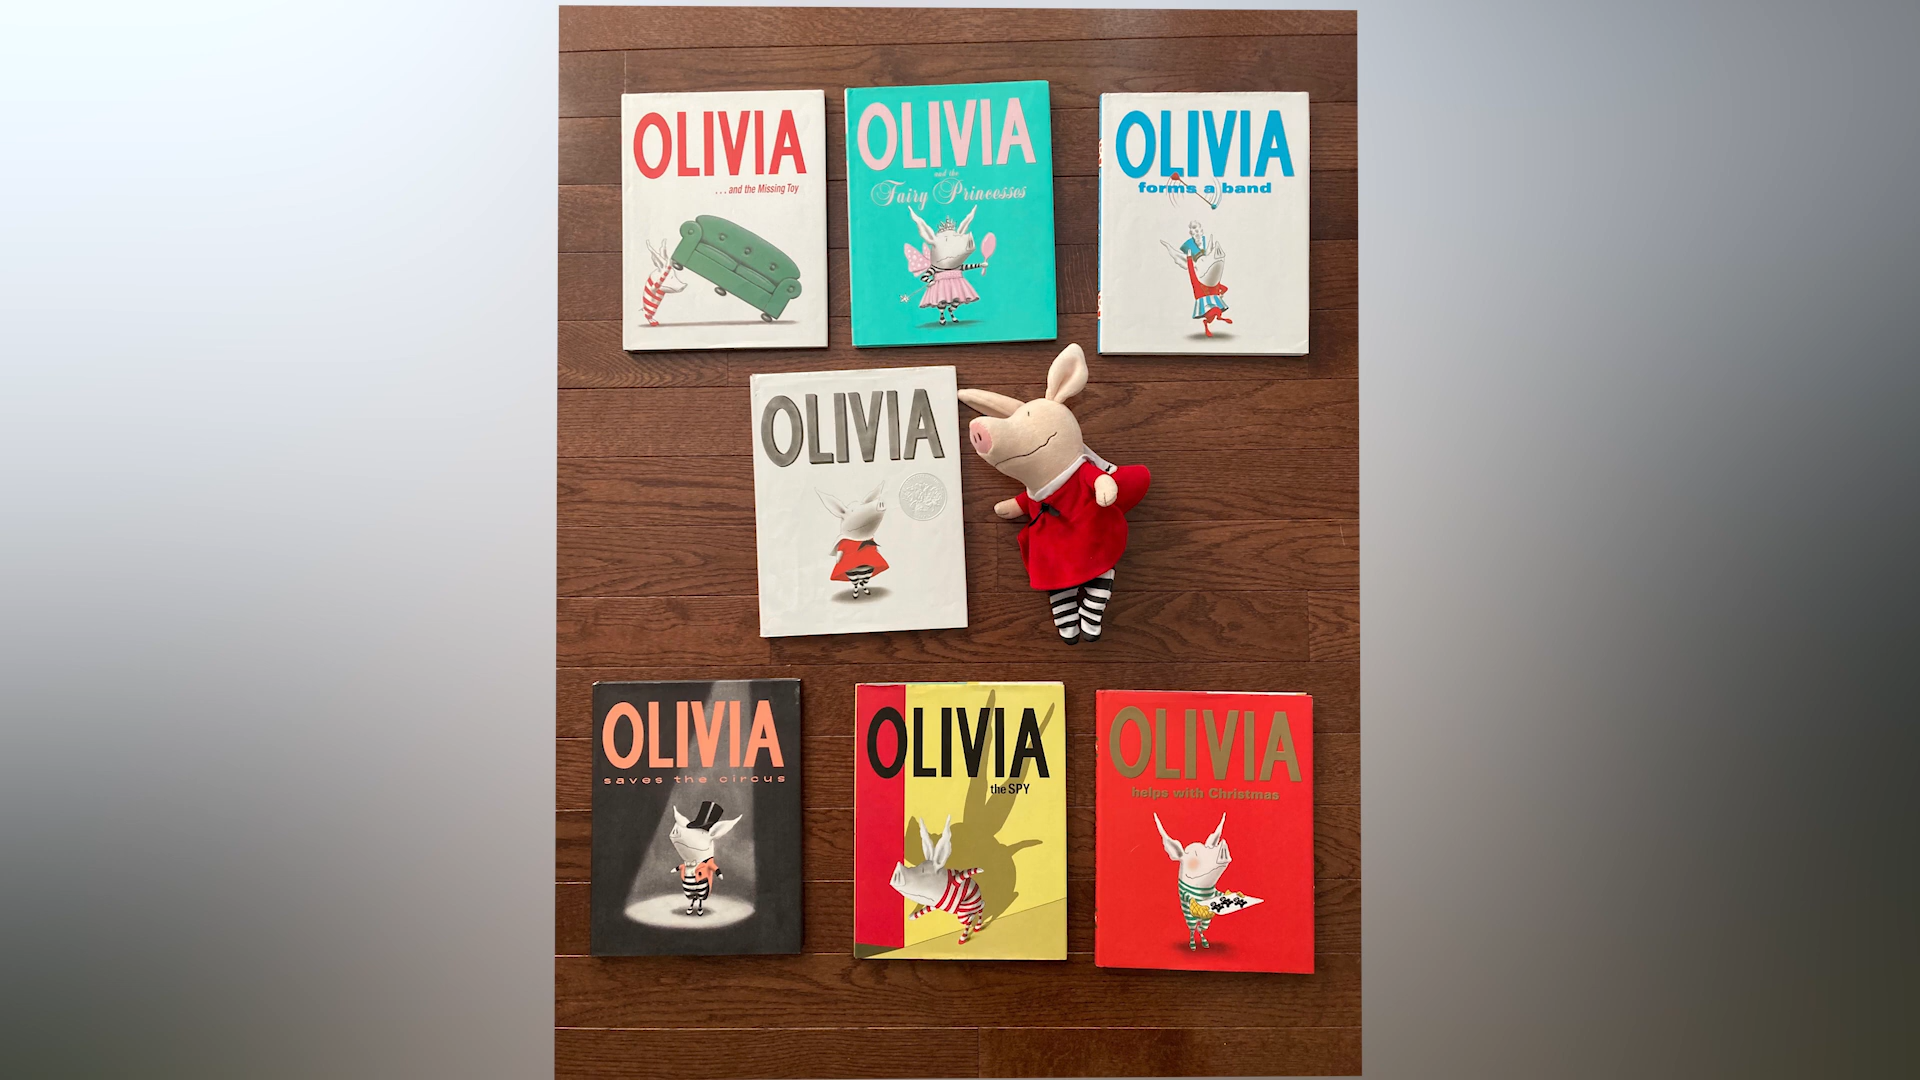 OLIVIA
...and the Missing Toy
OLIVIA
and the
Fairy Princesses
OLIVIA
forms a band
OLIVIA
OLIVIA
saves the circus
OLIVIA
the SPY
OLIVIA
helps with Christmas